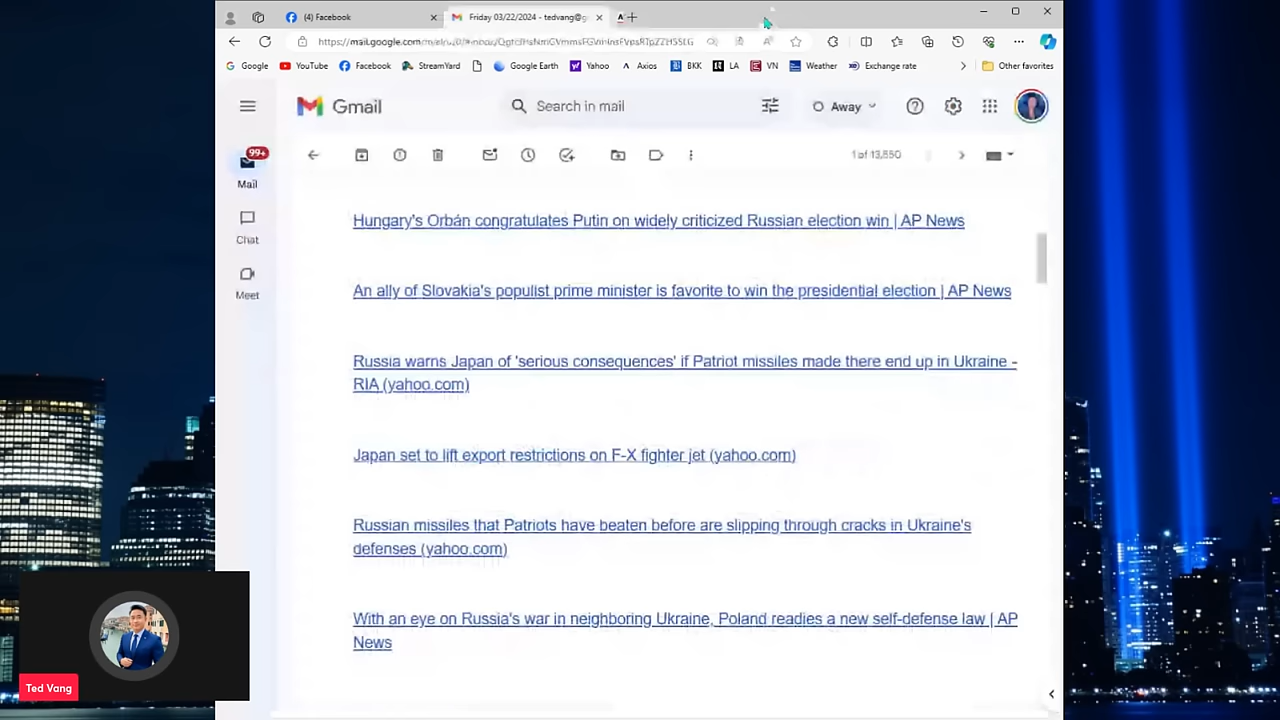 (4) Facebook
Friday 03/22/2024 - tedvang@g
https://mail.google.com
Google YouTube Facebook StreamYard Google Earth Yahoo Axios BKK LA VN Weather Exchange rate Other favorites
Gmail
Search in mail
Away
99+
Mail
Chat
Meet
1 of 13,850
Hungary's Orbán congratulates Putin on widely criticized Russian election win | AP News
An ally of Slovakia's populist prime minister is favorite to win the presidential election | AP News
Russia warns Japan of 'serious consequences' if Patriot missiles made there end up in Ukraine -
RIA (yahoo.com)
Japan set to lift export restrictions on F-X fighter jet (yahoo.com)
Russian missiles that Patriots have beaten before are slipping through cracks in Ukraine's
defenses (yahoo.com)
With an eye on Russia's war in neighboring Ukraine, Poland readies a new self-defense law | AP
News
Ted Vang